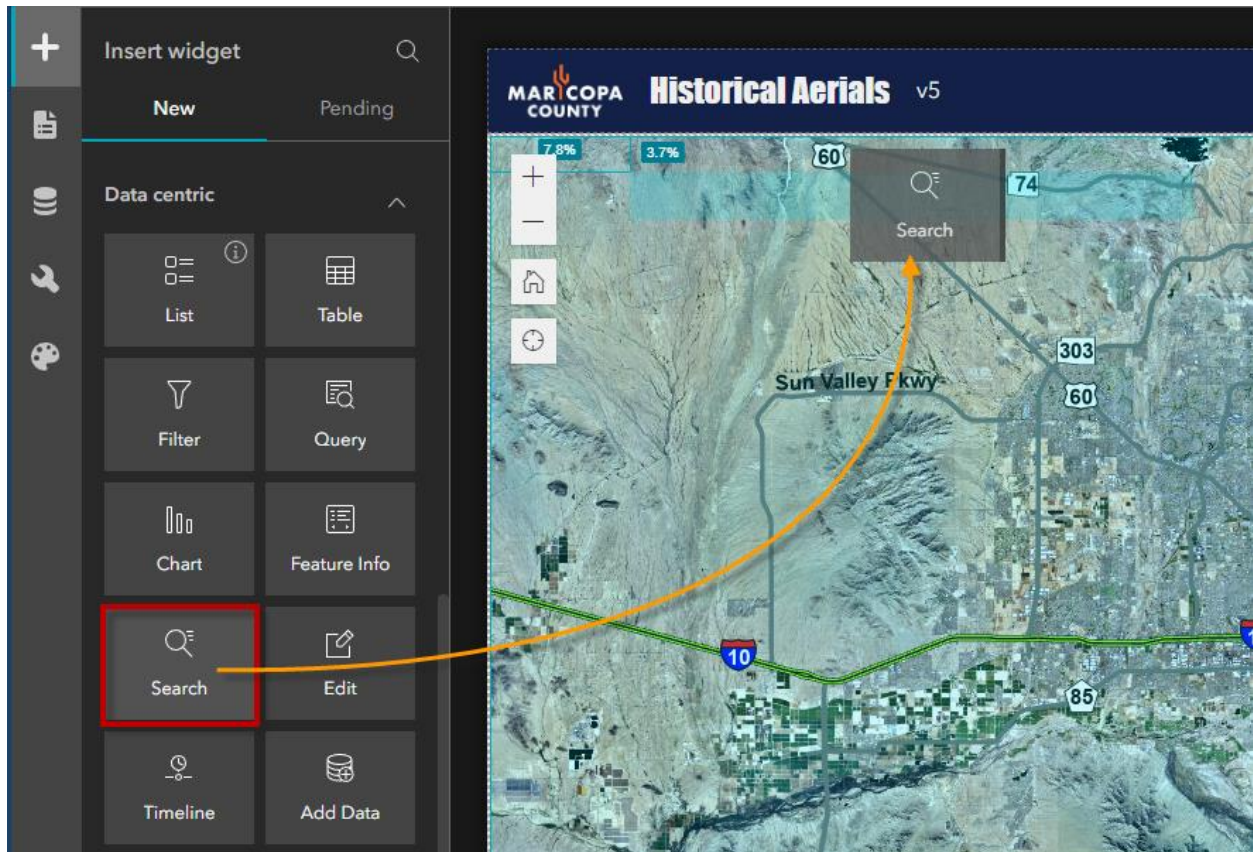 Insert widget
New
Pending
Data centric
List
Table
Filter
Query
Chart
Feature Info
Search
Edit
Timeline
Add Data
MARICOPA
COUNTY
Historical Aerials
v5
7.8%
3.7%
60
74
Search
303
Sun Valley Pkwy
60
10
85